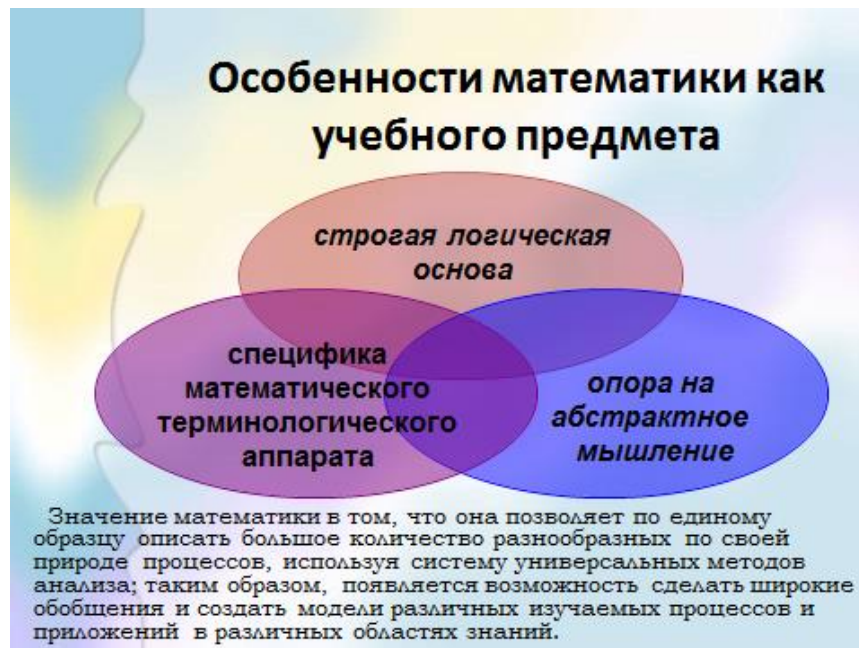 Особенности математики как
учебного предмета
строгая логическая
основа
специфика
математического
терминологического
аппарата
опора на
абстрактное
мышление
Значение математики в том, что она позволяет по единому
образцу описать большое количество разнообразных по своей
природе процессов, используя систему универсальных методов
анализа; таким образом, появляется возможность сделать широкие
обобщения и создать модели различных изучаемых процессов и
приложений в различных областях знаний.